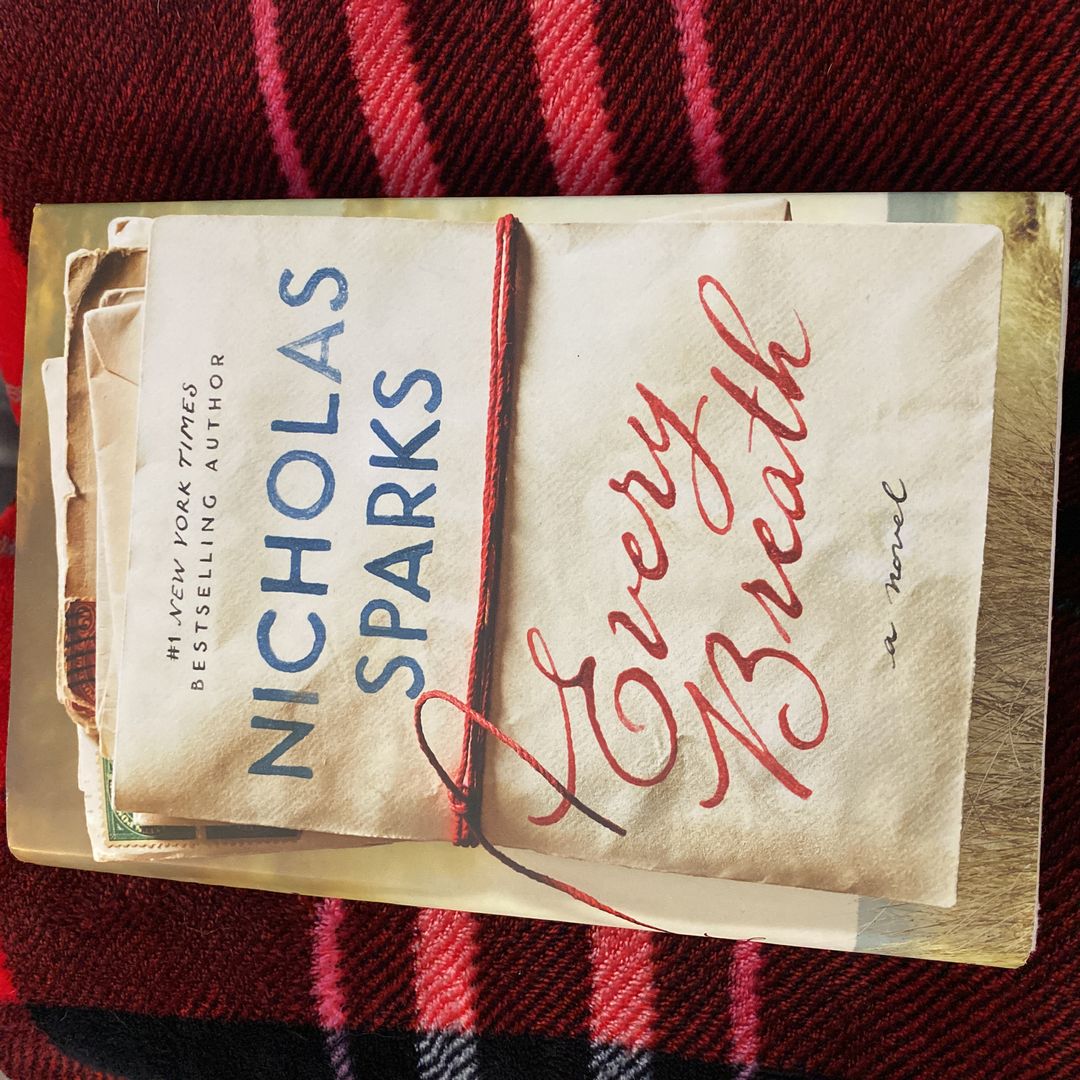 #1 NEW YORK TIMES
BESTSELLING AUTHOR
NICHOLAS
SPARKS
Every
Breath
a novel